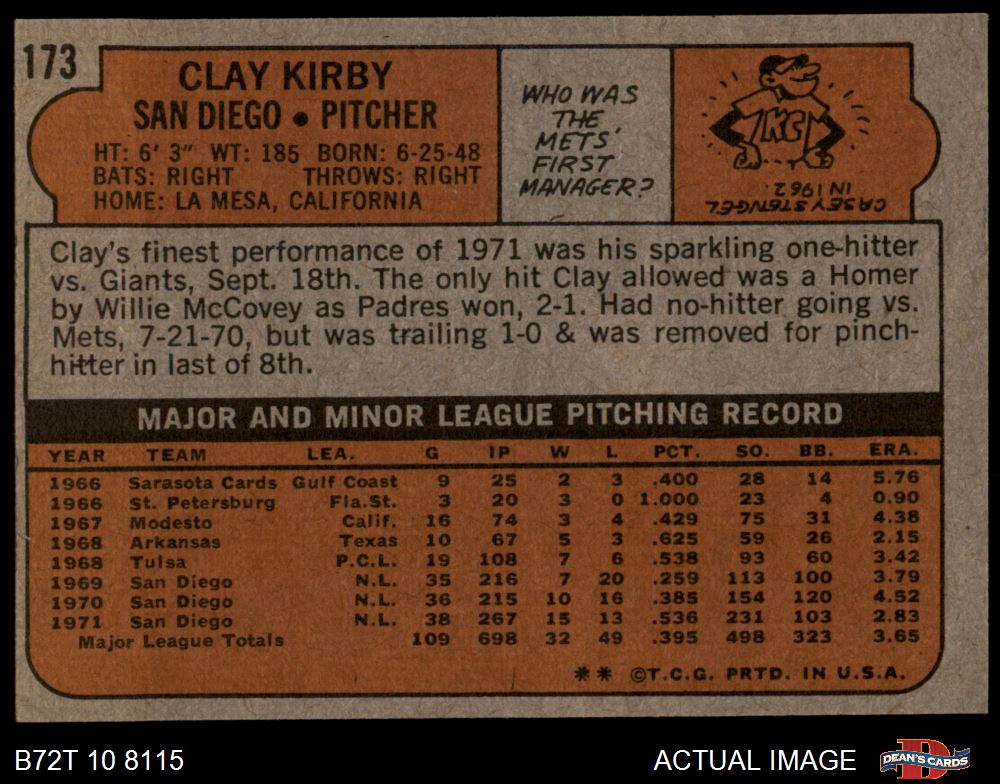 173
CLAY KIRBY
SAN DIEGO • PITCHER
HT: 6' 3" WT: 185 BORN: 6-25-48
BATS: RIGHT THROWS: RIGHT
HOME: LA MESA, CALIFORNIA
WHO WAS
THE
METS'
FIRST
MANAGER?
KC
CASEY STENGEL
IN 1962.
Clay's finest performance of 1971 was his sparkling one-hitter
vs. Giants, Sept. 18th. The only hit Clay allowed was a Homer
by Willie McCovey as Padres won, 2-1. Had no-hitter going vs.
Mets, 7-21-70, but was trailing 1-0 & was removed for pinch-
hitter in last of 8th.
MAJOR AND MINOR LEAGUE PITCHING RECORD
YEAR TEAM LEA. G IP W L PCT. SO. BB. ERA.
1966 Sarasota Cards Gulf Coast 9 25 2 3 .400 28 14 5.76
1966 St. Petersburg Fla.St. 3 20 3 0 1.000 23 4 0.90
1967 Modesto Calif. 16 74 3 4 .429 75 31 4.38
1968 Arkansas Texas 10 67 5 3 .625 59 26 2.15
1968 Tulsa P.C.L. 19 108 7 6 .538 93 60 3.42
1969 San Diego N.L. 35 216 7 20 .259 113 100 3.79
1970 San Diego N.L. 36 215 10 16 .385 154 120 4.52
1971 San Diego N.L. 38 267 15 13 .536 231 103 2.83
Major League Totals 109 698 32 49 .395 498 323 3.65
** ©T.C.G. PRTD. IN U.S.A.
B72T 10 8115
ACTUAL IMAGE
DEAN'S CARDS